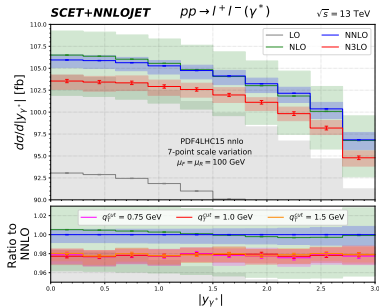 SCET+NNLOJET pp → l⁺l⁻(γ*) √s = 13 TeV
dσ/d|y_γ*| [fb]
110.0
107.5
105.0
102.5
100.0
97.5
95.0
92.5
90.0
LO NNLO
NLO N3LO
PDF4LHC15 nnlo
7-point scale variation
μ_F = μ_R = 100 GeV
Ratio to
NNLO
1.02
1.00
0.98
0.96
q_T^cut = 0.75 GeV q_T^cut = 1.0 GeV q_T^cut = 1.5 GeV
0.0 0.5 1.0 1.5 2.0 2.5 3.0
|y_γ*|